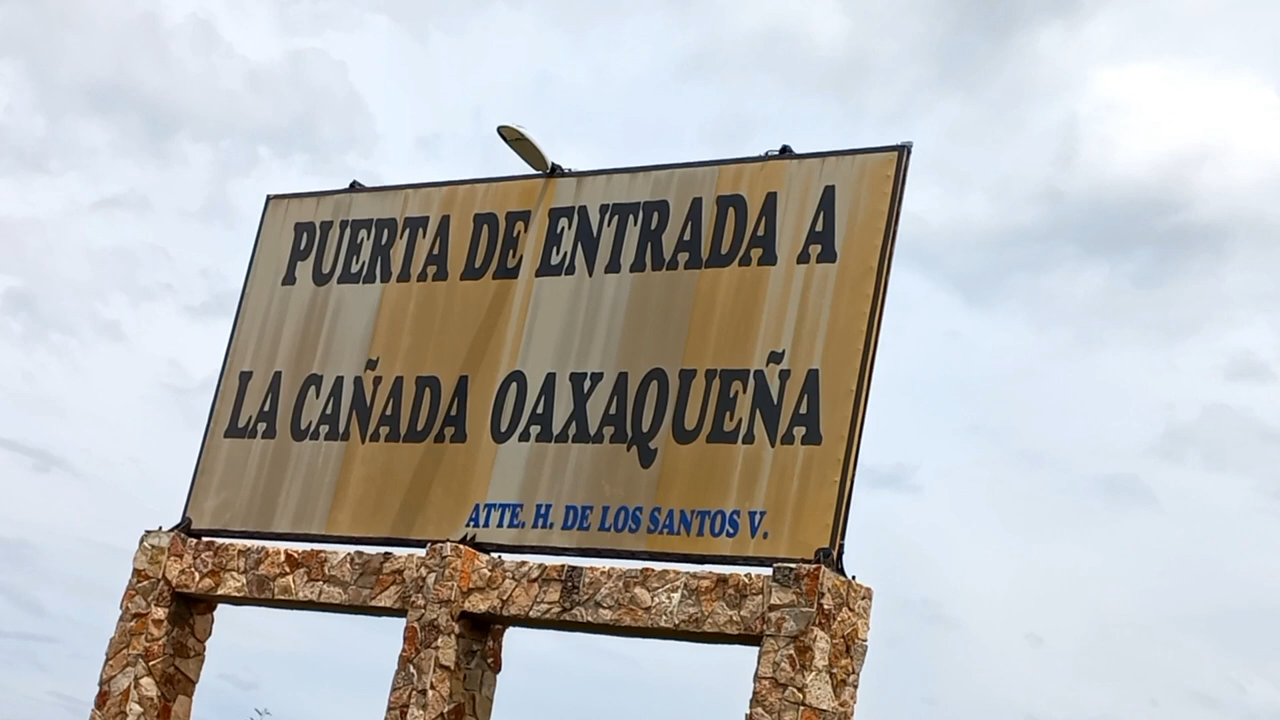 PUERTA DE ENTRADA A
LA CAÑADA OAXAQUEÑA
ATTE. H. DE LOS SANTOS V.